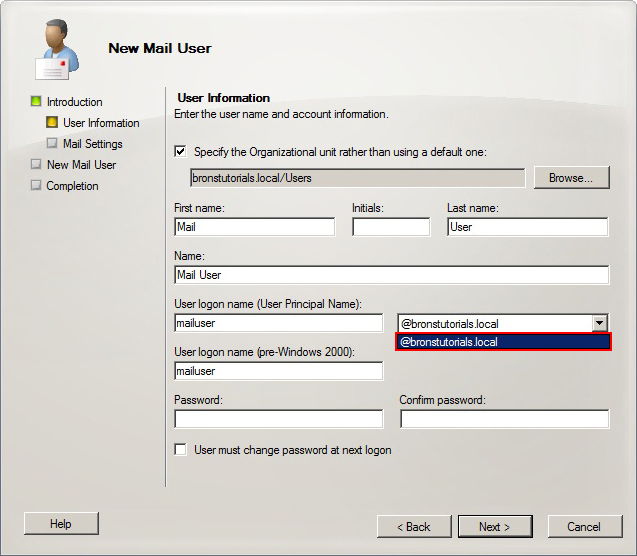 New Mail User
Introduction
User Information
Mail Settings
New Mail User
Completion
User Information
Enter the user name and account information.
Specify the Organizational unit rather than using a default one:
bronstutorials.local/Users
Browse...
First name:
Initials:
Last name:
Mail
User
Name:
Mail User
User logon name (User Principal Name):
mailuser
@bronstutorials.local
@bronstutorials.local
User logon name (pre-Windows 2000):
mailuser
Password:
Confirm password:
User must change password at next logon
Help
< Back
Next >
Cancel